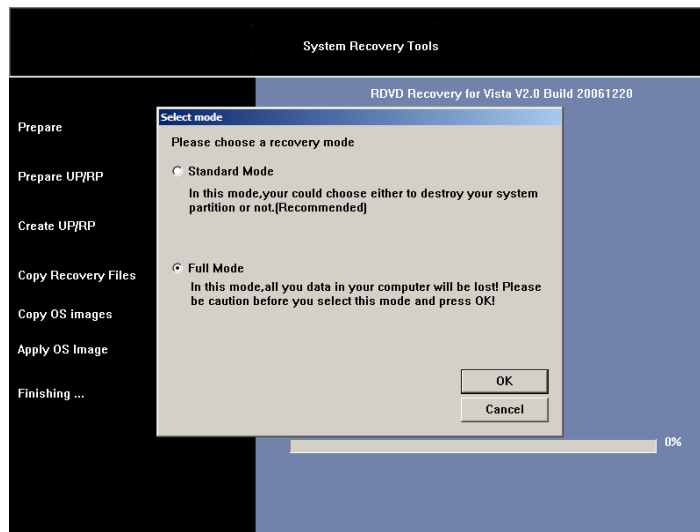 System Recovery Tools
RDVD Recovery for Vista V2.0 Build 20061220
Prepare
Prepare UP/RP
Create UP/RP
Copy Recovery Files
Copy OS images
Apply OS Image
Finishing ...
Select mode
Please choose a recovery mode
Standard Mode
In this mode,your could choose either to destroy your system
partition or not.(Recommended)
Full Mode
In this mode,all you data in your computer will be lost! Please
be caution before you select this mode and press OK!
OK
Cancel
0%